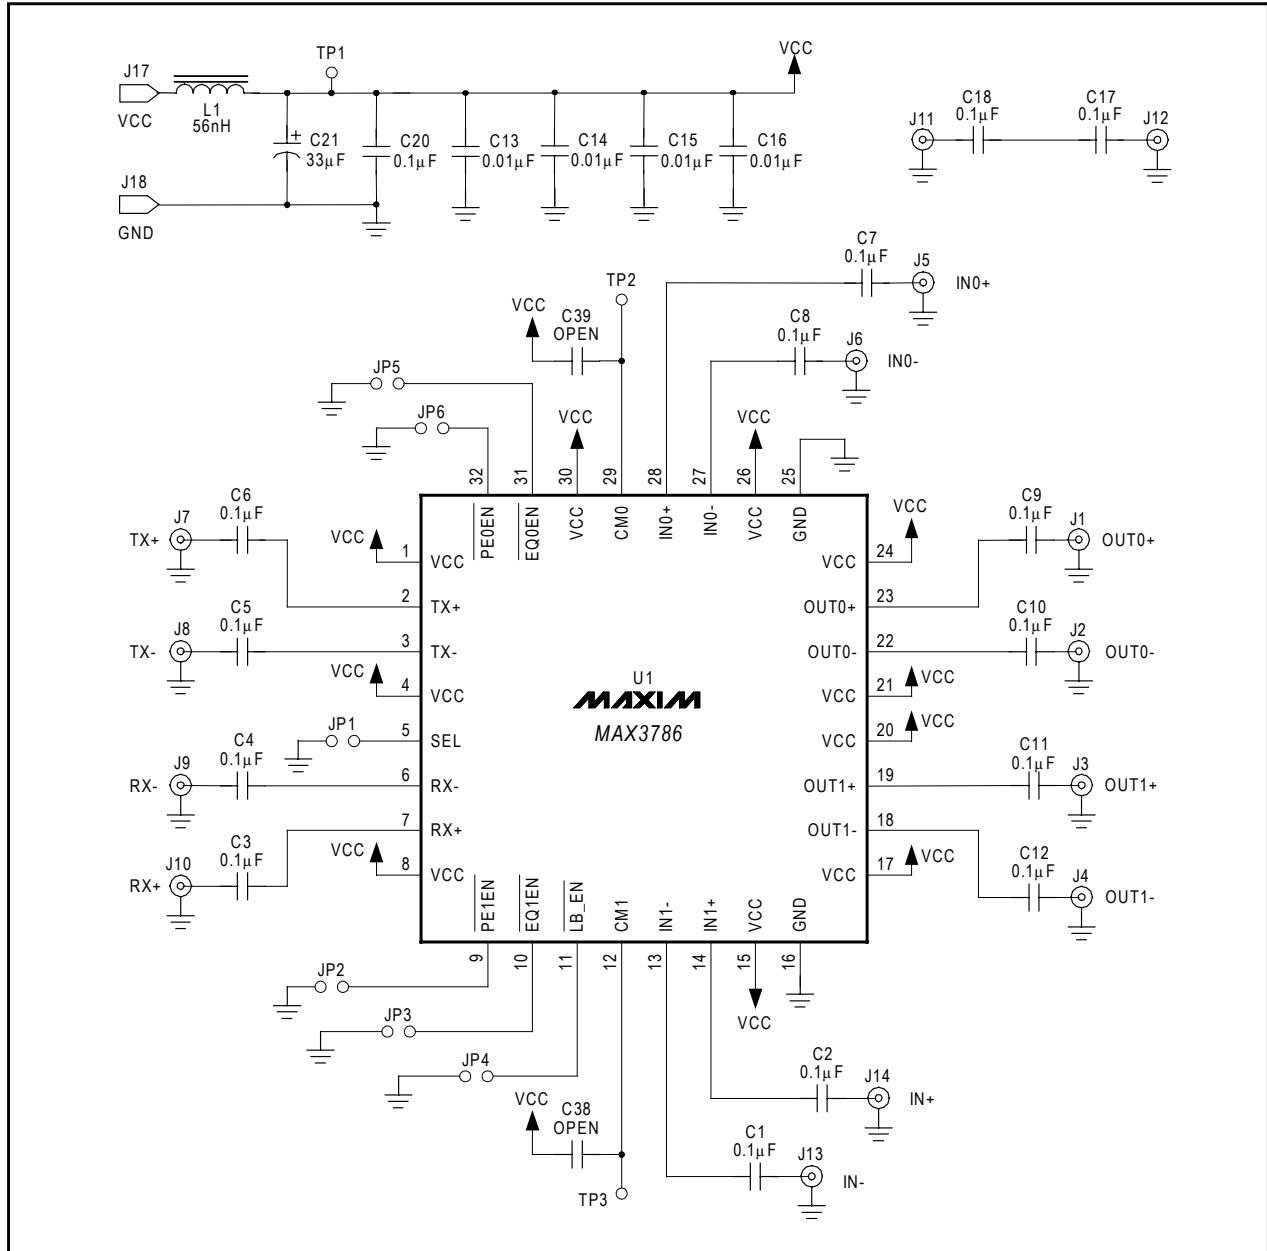 TP1
VCC
J17
L1
56nH
VCC
C21
33µF
+
C20
0.1µF
C13
0.01µF
C14
0.01µF
C15
0.01µF
C16
0.01µF
J18
GND
J11
C18
0.1µF
C17
0.1µF
J12
C7
0.1µF
J5
IN0+
TP2
VCC
C39
OPEN
C8
0.1µF
J6
IN0-
JP5
JP6
VCC
VCC
32
31
30
29
28
27
26
25
PE0EN
EQ0EN
VCC
CM0
IN0+
IN0-
VCC
GND
C6
0.1µF
J7
TX+
VCC
1
VCC
VCC
24
VCC
C9
0.1µF
J1
OUT0+
2
TX+
OUT0+
23
C5
0.1µF
J8
TX-
3
TX-
OUT0-
22
C10
0.1µF
J2
OUT0-
VCC
4
VCC
VCC
21
VCC
U1
MAXIM
MAX3786
JP1
5
SEL
VCC
20
VCC
C4
0.1µF
J9
RX-
6
RX-
OUT1+
19
C11
0.1µF
J3
OUT1+
7
RX+
OUT1-
18
C3
0.1µF
J10
RX+
VCC
8
VCC
VCC
17
VCC
C12
0.1µF
J4
OUT1-
PE1EN
EQ1EN
LB_EN
CM1
IN1-
IN1+
VCC
GND
9
10
11
12
13
14
15
16
JP2
JP3
JP4
VCC
VCC
C38
OPEN
TP3
C2
0.1µF
J14
IN+
C1
0.1µF
J13
IN-